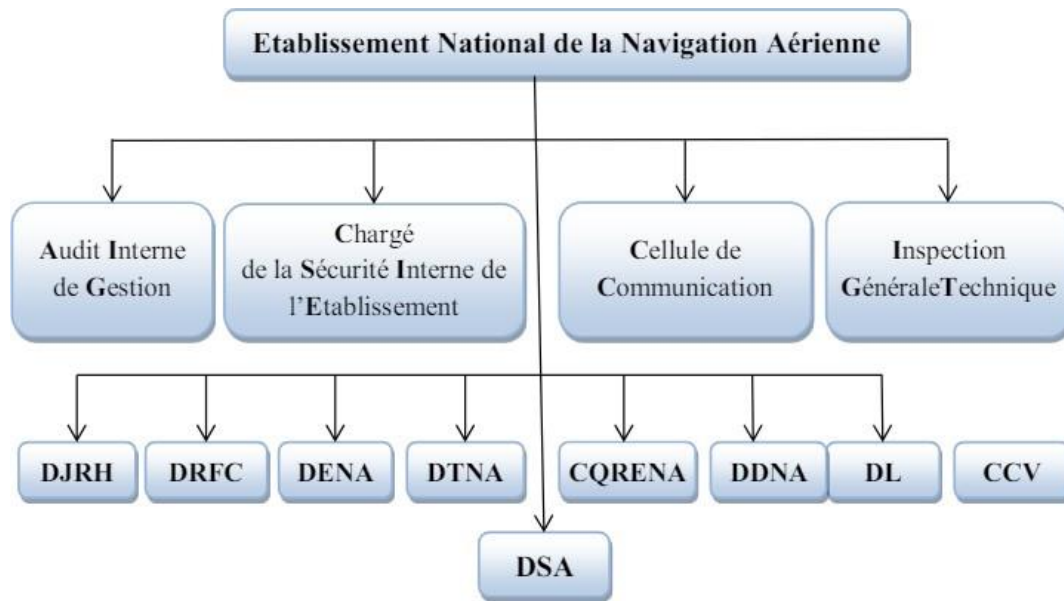 Etablissement National de la Navigation Aérienne
Audit Interne
de Gestion
Chargé
de la Sécurité Interne de
l’Etablissement
Cellule de
Communication
Inspection
GénéraleTechnique
DJRH
DRFC
DENA
DTNA
CQRENA
DDNA
DL
CCV
DSA